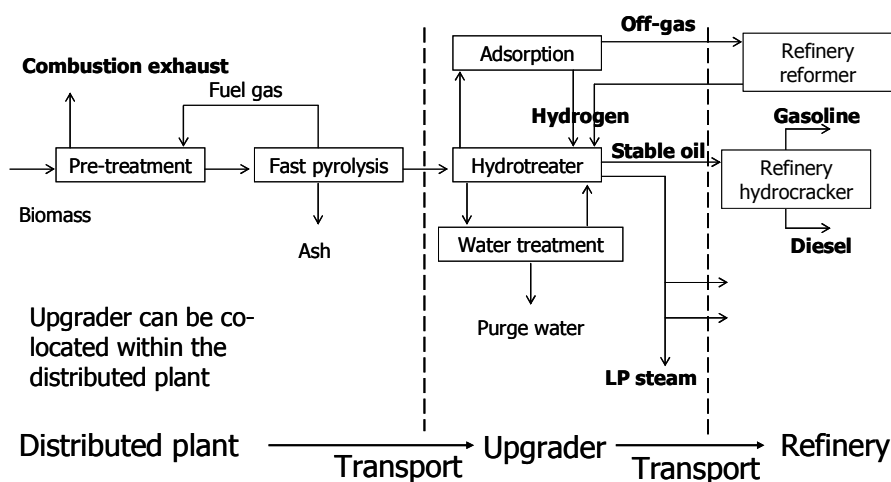 Off-gas
Adsorption
Refinery
reformer
Combustion exhaust
Fuel gas
Hydrogen
Gasoline
Pre-treatment
Fast pyrolysis
Hydrotreater
Stable oil
Refinery
hydrocracker
Biomass
Ash
Water treatment
Diesel
Purge water
Upgrader can be co-
located within the
distributed plant
LP steam
Distributed plant
Transport
Upgrader
Transport
Refinery